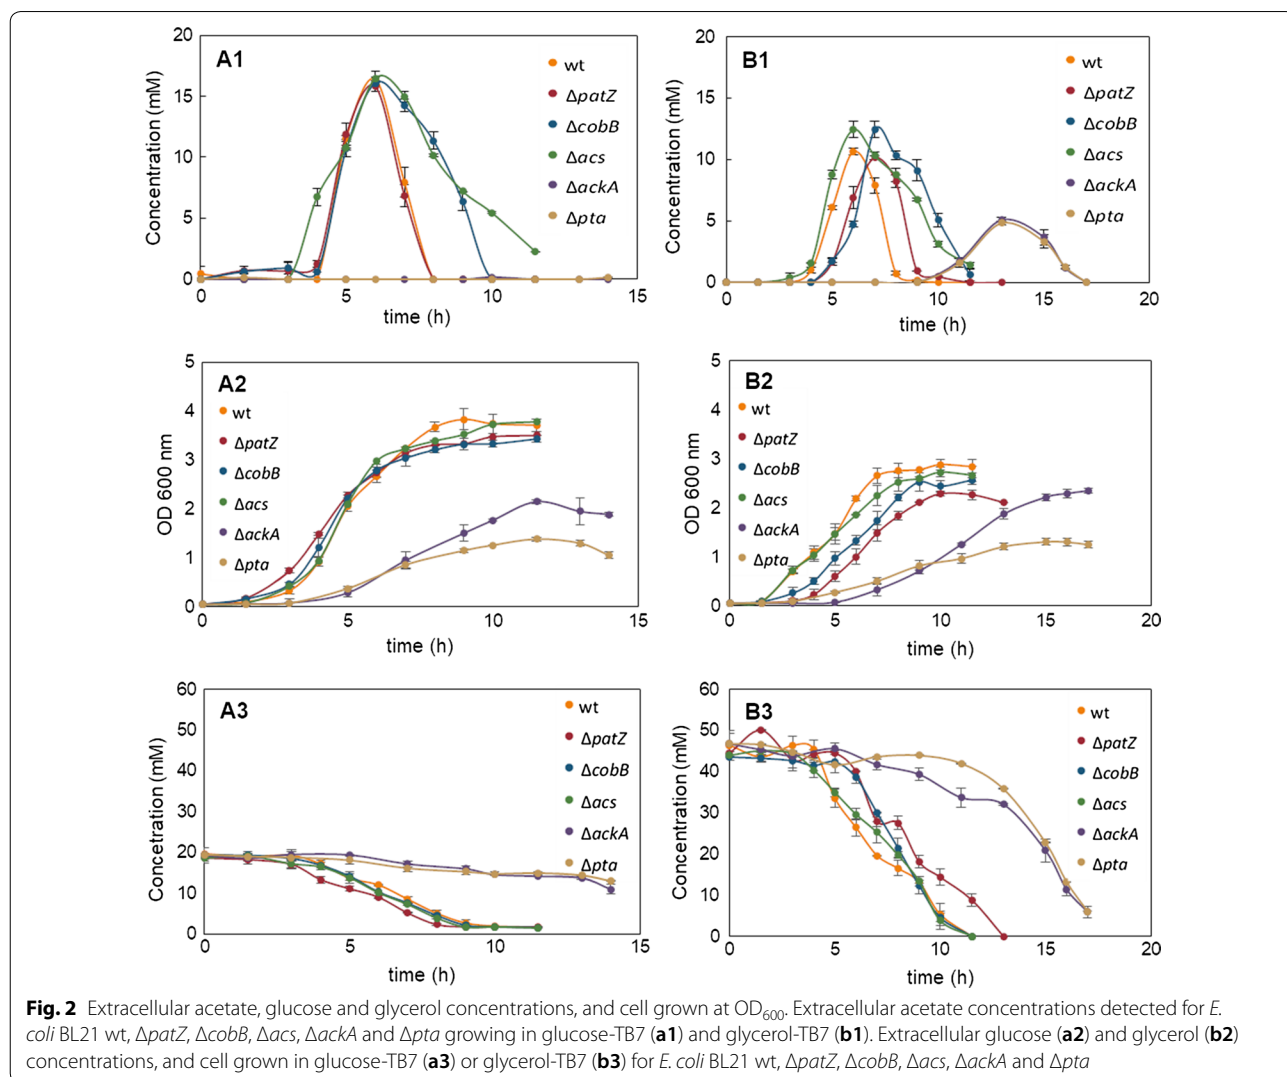 A1
Concentration (mM)
20
15
10
5
0
0 5 10 15
time (h)
wt
ΔpatZ
ΔcobB
Δacs
ΔackA
Δpta
B1
Concentration (mM)
20
15
10
5
0
0 5 10 15 20
time (h)
wt
ΔpatZ
ΔcobB
Δacs
ΔackA
Δpta
A2
OD 600 nm
5
4
3
2
1
0
0 5 10 15
time (h)
wt
ΔpatZ
ΔcobB
Δacs
ΔackA
Δpta
B2
OD 600 nm
5
4
3
2
1
0
0 5 10 15 20
time (h)
wt
ΔpatZ
ΔcobB
Δacs
ΔackA
Δpta
A3
Concetration (mM)
60
50
40
30
20
10
0
0 5 10 15
time (h)
wt
ΔpatZ
ΔcobB
Δacs
ΔackA
Δpta
B3
Concentration (mM)
60
50
40
30
20
10
0
0 5 10 15 20
time (h)
wt
ΔpatZ
ΔcobB
Δacs
ΔackA
Δpta
Fig. 2 Extracellular acetate, glucose and glycerol concentrations, and cell grown at OD600. Extracellular acetate concentrations detected for E.
coli BL21 wt, ΔpatZ, ΔcobB, Δacs, ΔackA and Δpta growing in glucose-TB7 (a1) and glycerol-TB7 (b1). Extracellular glucose (a2) and glycerol (b2)
concentrations, and cell grown in glucose-TB7 (a3) or glycerol-TB7 (b3) for E. coli BL21 wt, ΔpatZ, ΔcobB, Δacs, ΔackA and Δpta